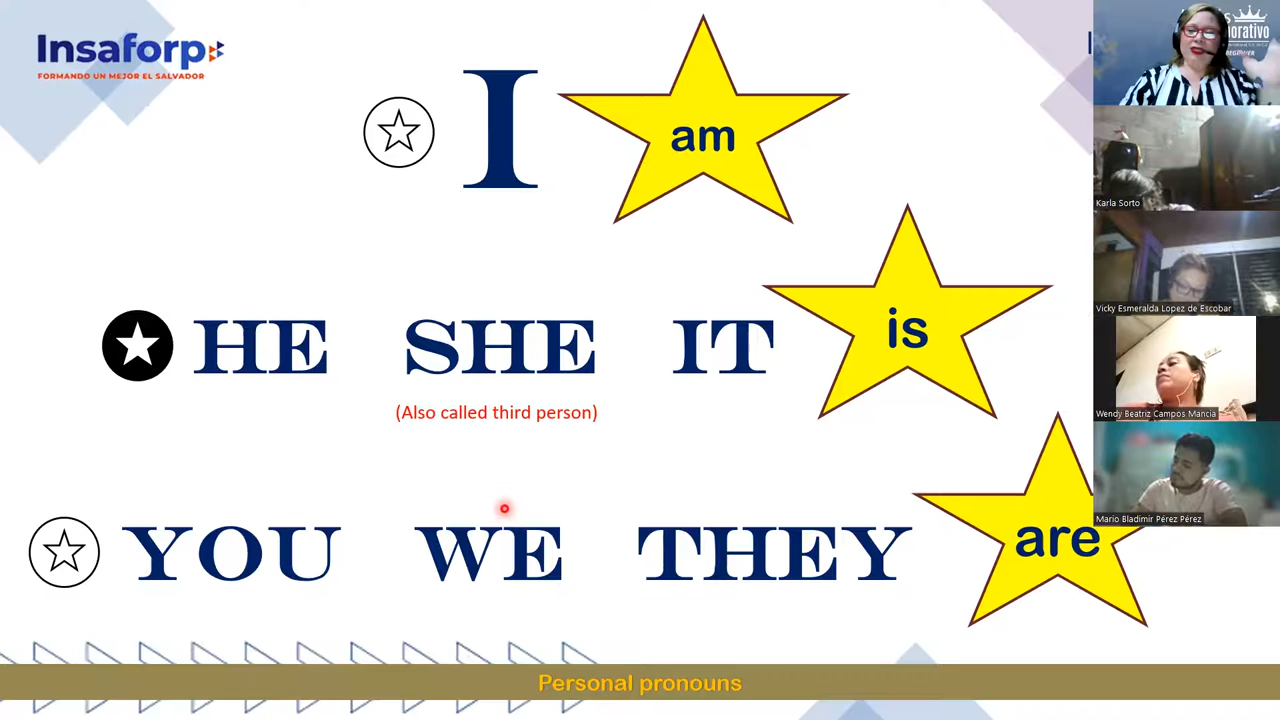 Insaforp
FORMANDO UN MEJOR EL SALVADOR
I am
HE SHE IT is
(Also called third person)
YOU WE THEY are
Personal pronouns
Karla Sorto
Vicky Esmeralda Lopez de Escobar
Wendy Beatriz Campos Mancia
Mario Bladimir Pérez Pérez